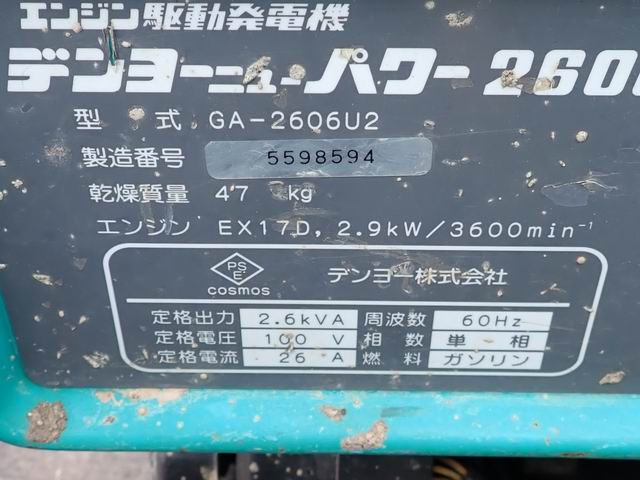 エンジン駆動発電機
デンヨーニューパワー 260
型 式 GA-2606U2
製造番号 5598594
乾燥質量 47 kg
エンジン EX17D, 2.9kW/3600min⁻¹
PSE
COSMOS
デンヨー株式会社
定格出力 2.6kVA 周波数 60Hz
定格電圧 100 V 相数 単相
定格電流 26 A 燃料 ガソリン